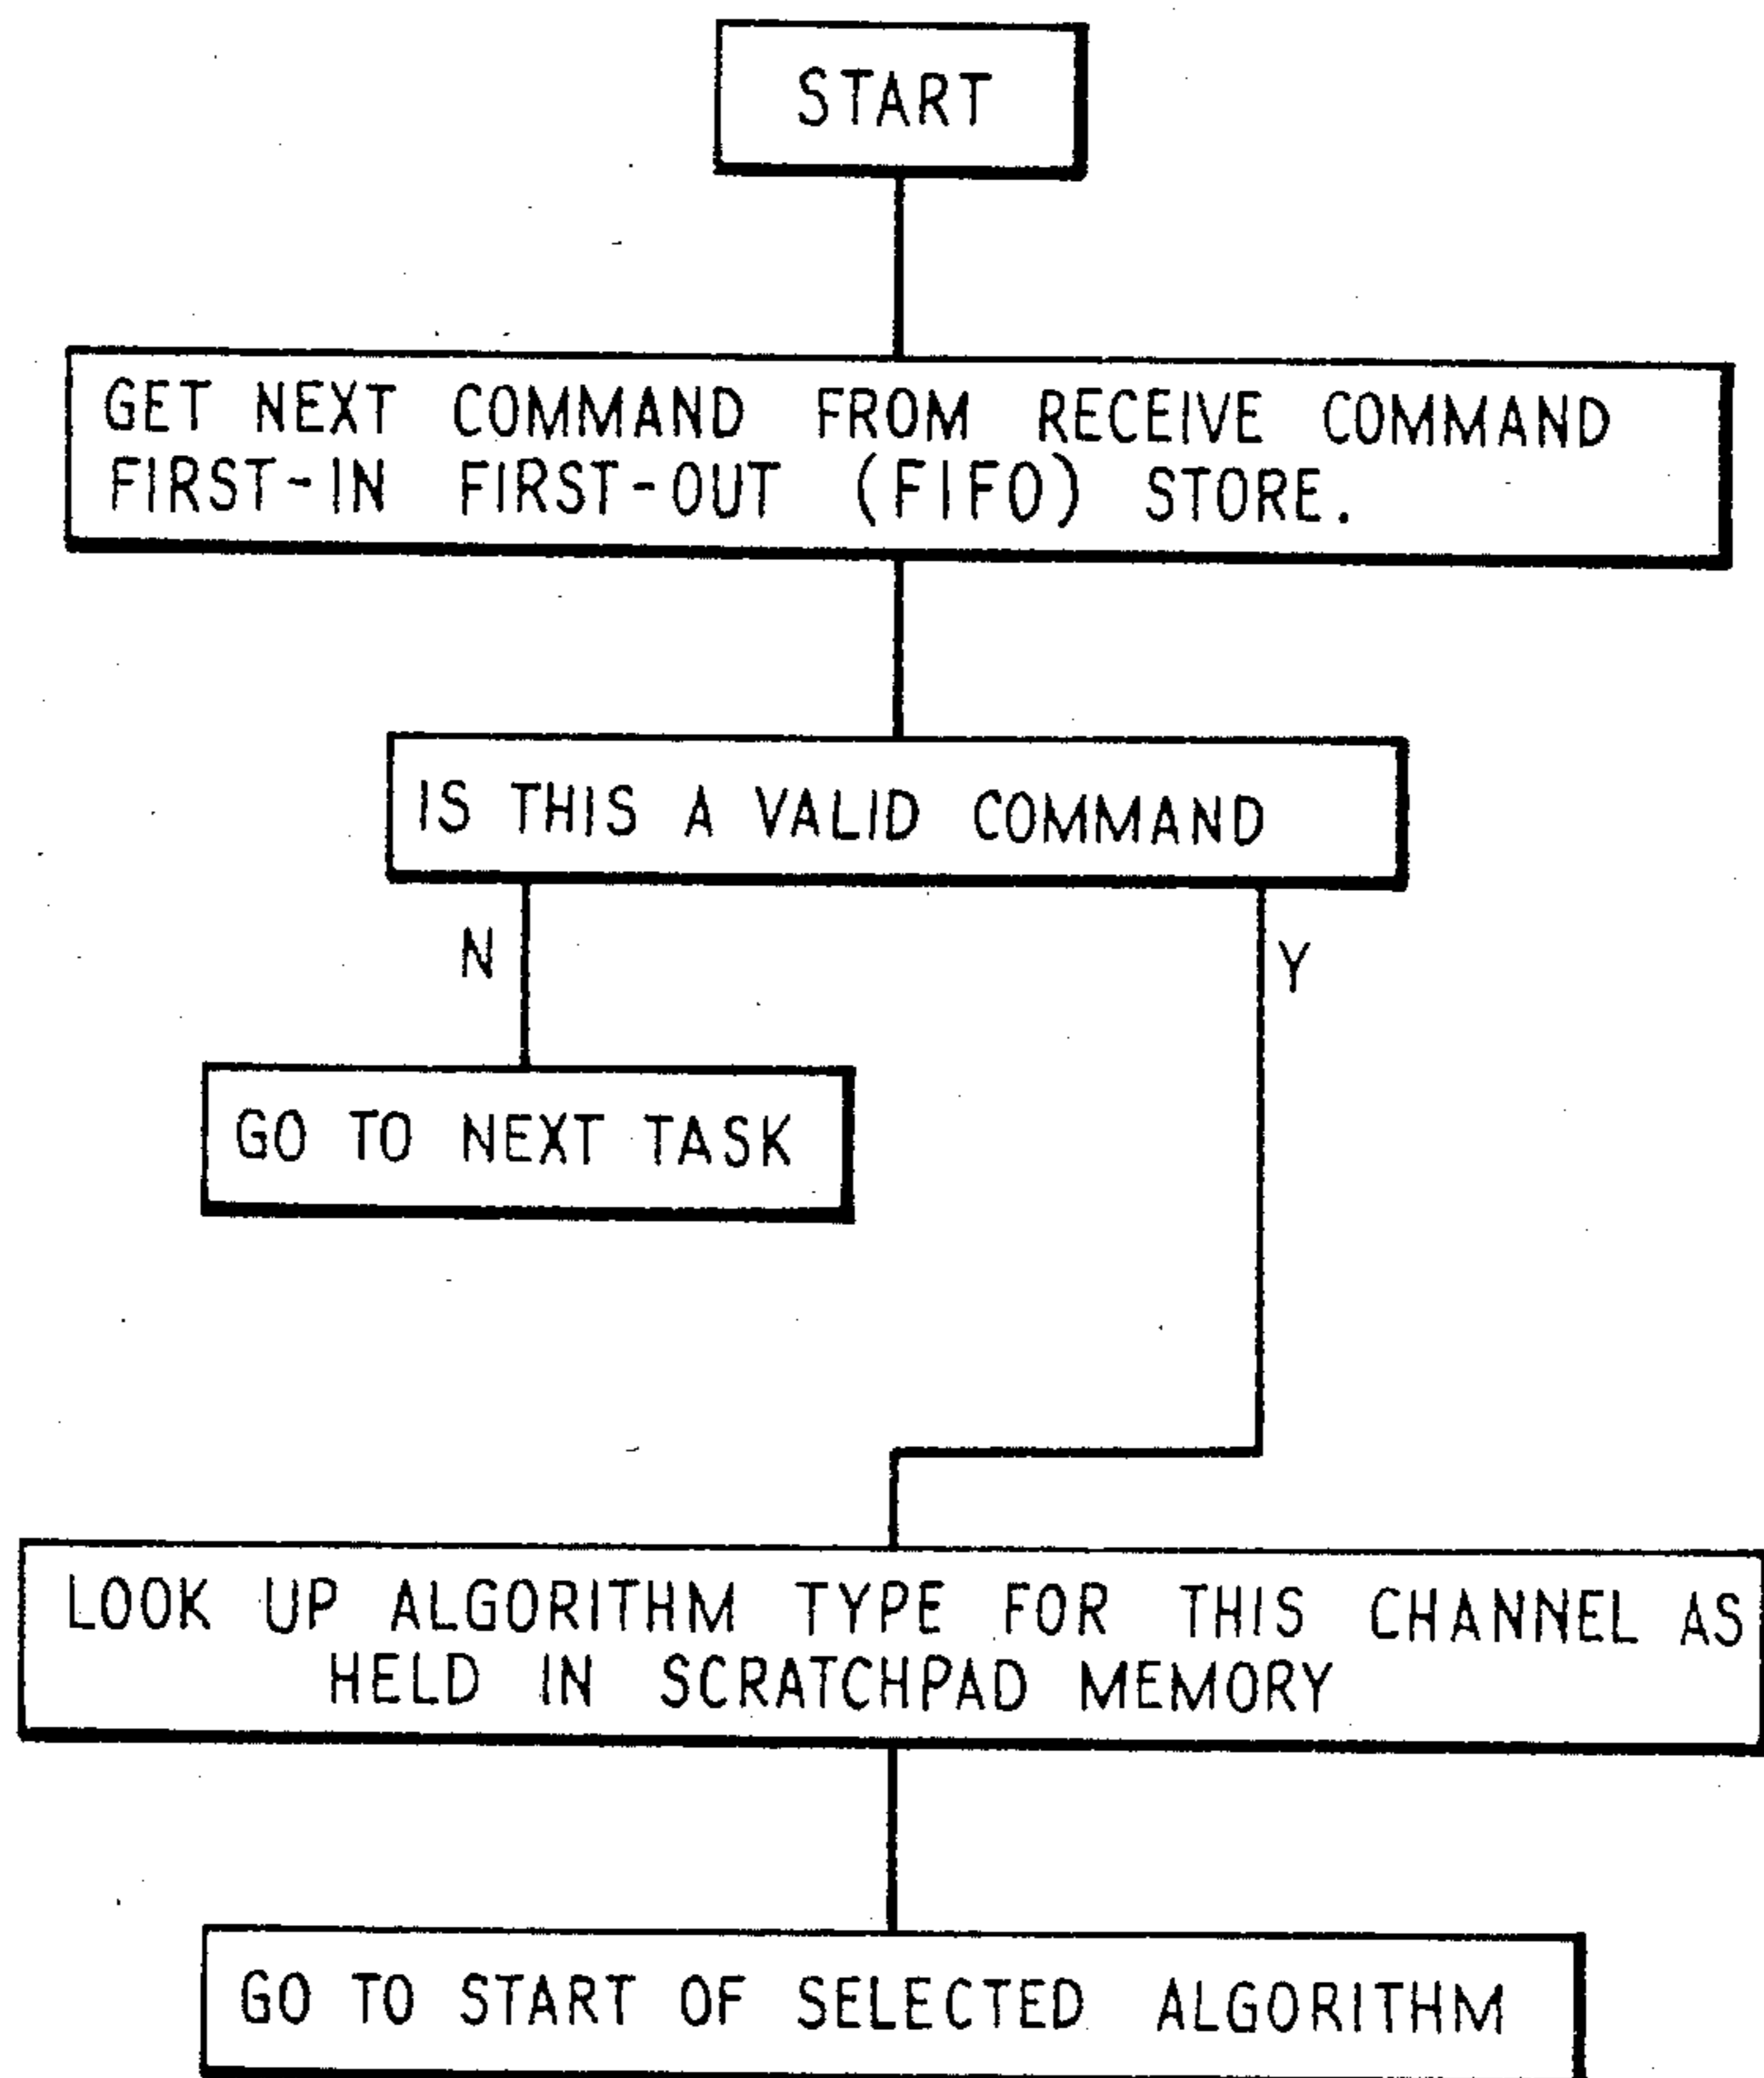 START
GET NEXT COMMAND FROM RECEIVE COMMAND
FIRST-IN FIRST-OUT (FIFO) STORE.
IS THIS A VALID COMMAND
N
Y
GO TO NEXT TASK
LOOK UP ALGORITHM TYPE FOR THIS CHANNEL AS
HELD IN SCRATCHPAD MEMORY
GO TO START OF SELECTED ALGORITHM